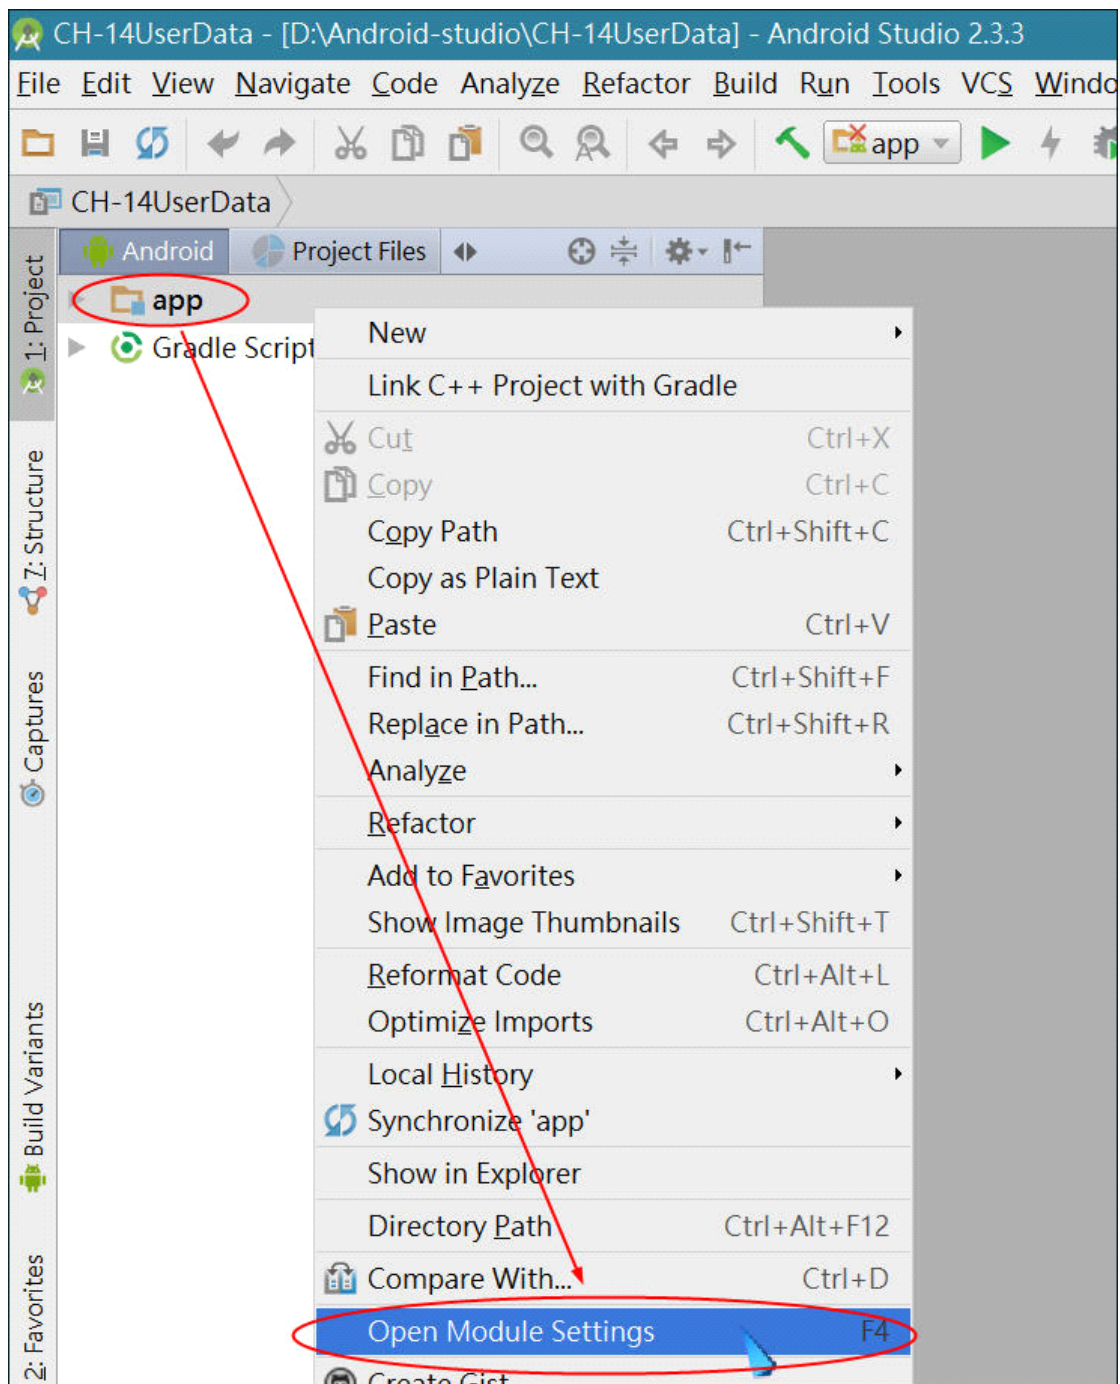 CH-14UserData - [D:\Android-studio\CH-14UserData] - Android Studio 2.3.3
File Edit View Navigate Code Analyze Refactor Build Run Tools VCS Windo
app
CH-14UserData
Android Project Files
1: Project
app
Gradle Script
7: Structure
Captures
Build Variants
2: Favorites
New
Link C++ Project with Gradle
Cut Ctrl+X
Copy Ctrl+C
Copy Path Ctrl+Shift+C
Copy as Plain Text
Paste Ctrl+V
Find in Path... Ctrl+Shift+F
Replace in Path... Ctrl+Shift+R
Analyze
Refactor
Add to Favorites
Show Image Thumbnails Ctrl+Shift+T
Reformat Code Ctrl+Alt+L
Optimize Imports Ctrl+Alt+O
Local History
Synchronize 'app'
Show in Explorer
Directory Path Ctrl+Alt+F12
Compare With... Ctrl+D
Open Module Settings F4
Create Gist